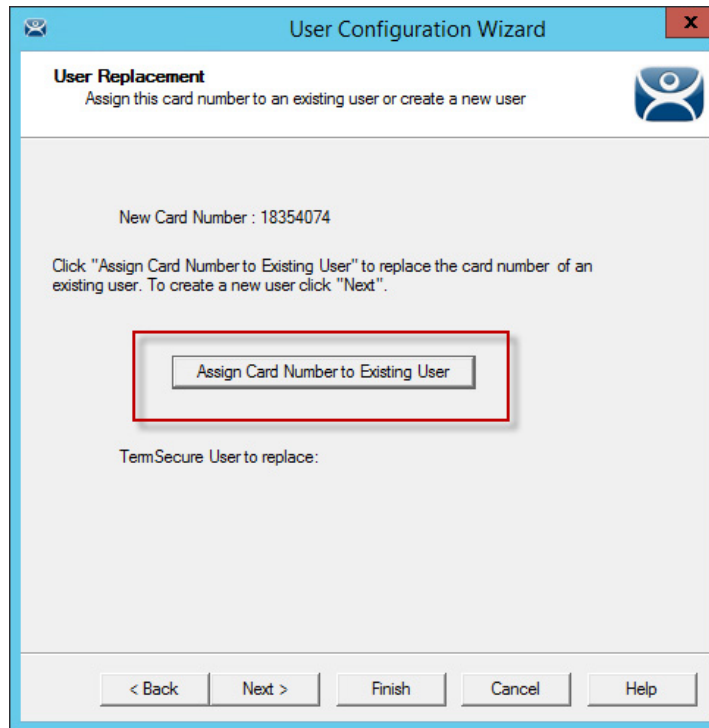 User Configuration Wizard
x
User Replacement
Assign this card number to an existing user or create a new user
New Card Number : 18354074
Click "Assign Card Number to Existing User" to replace the card number of an
existing user. To create a new user click "Next".
Assign Card Number to Existing User
TermSecure User to replace:
< Back Next > Finish Cancel Help